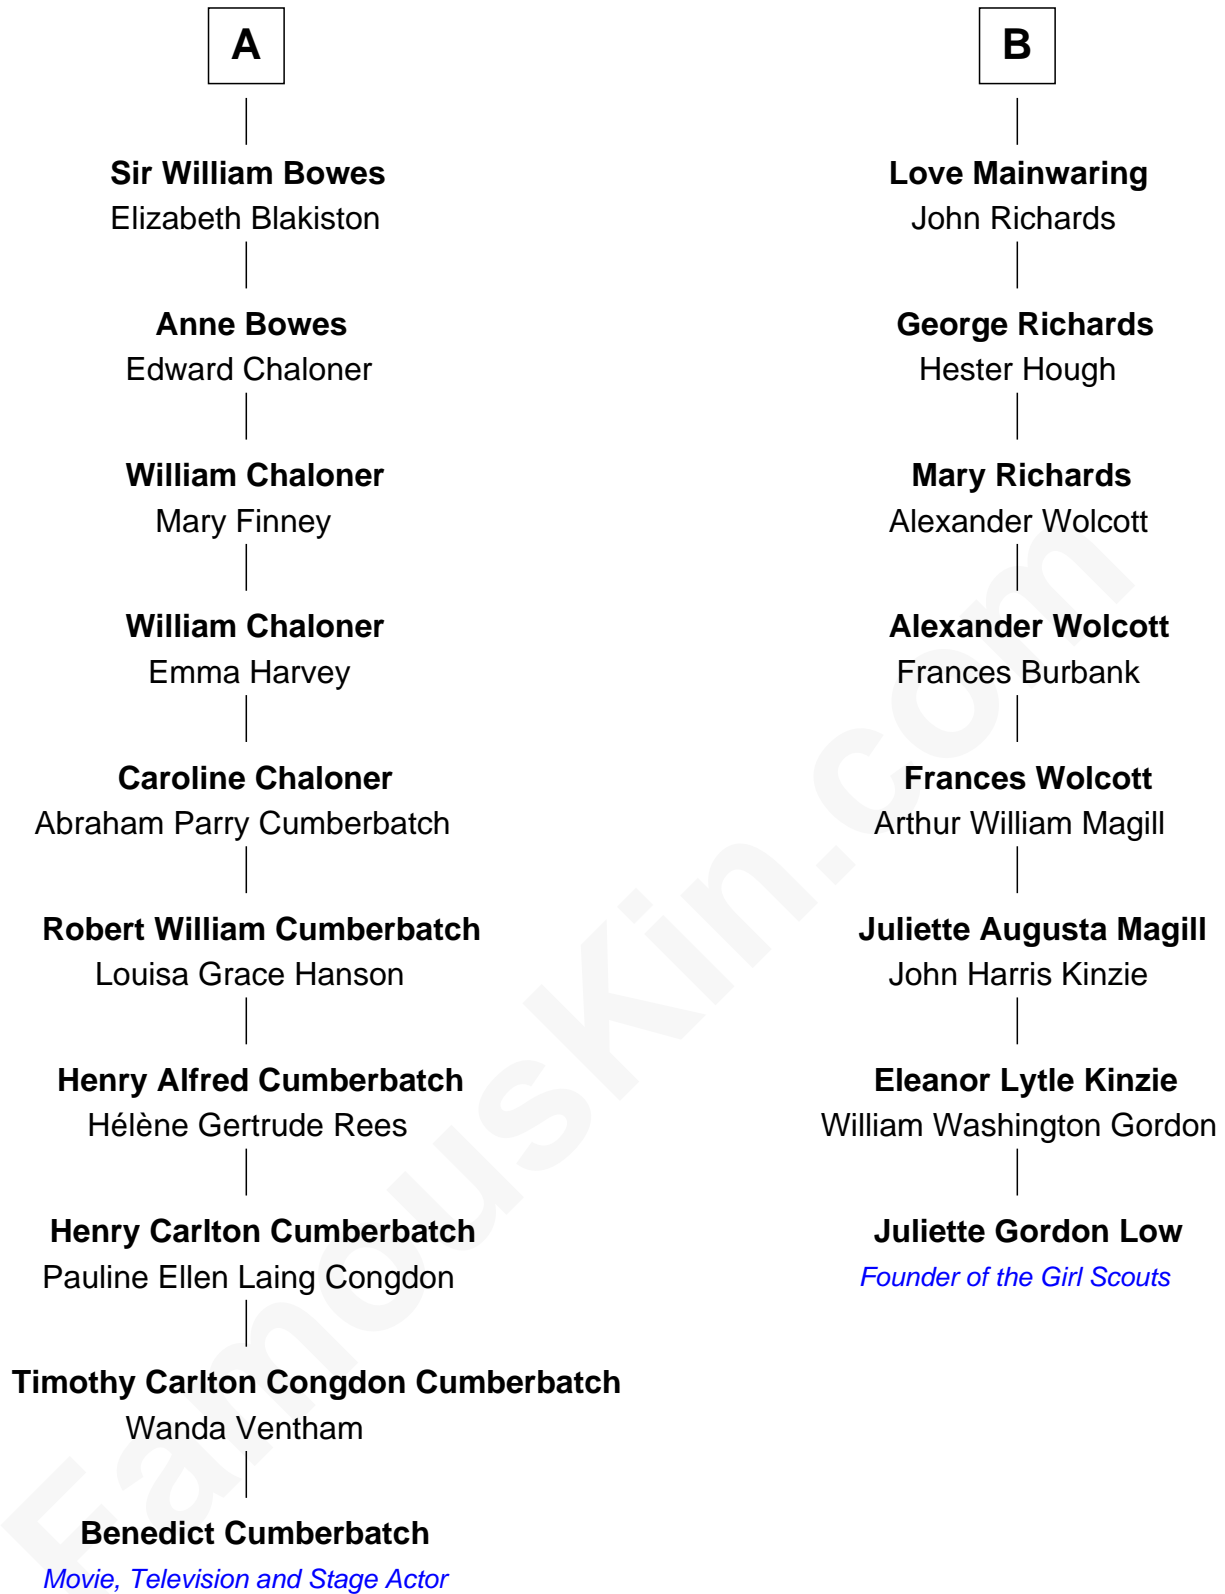 A
Sir William Bowes
Elizabeth Blakiston
Anne Bowes
Edward Chaloner
William Chaloner
Mary Finney
William Chaloner
Emma Harvey
Caroline Chaloner
Abraham Parry Cumberbatch
Robert William Cumberbatch
Louisa Grace Hanson
Henry Alfred Cumberbatch
Hélène Gertrude Rees
Henry Carlton Cumberbatch
Pauline Ellen Laing Congdon
Timothy Carlton Congdon Cumberbatch
Wanda Ventham
Benedict Cumberbatch
Movie, Television and Stage Actor
B
Love Mainwaring
John Richards
George Richards
Hester Hough
Mary Richards
Alexander Wolcott
Alexander Wolcott
Frances Burbank
Frances Wolcott
Arthur William Magill
Juliette Augusta Magill
John Harris Kinzie
Eleanor Lytle Kinzie
William Washington Gordon
Juliette Gordon Low
Founder of the Girl Scouts
FamousKin.com